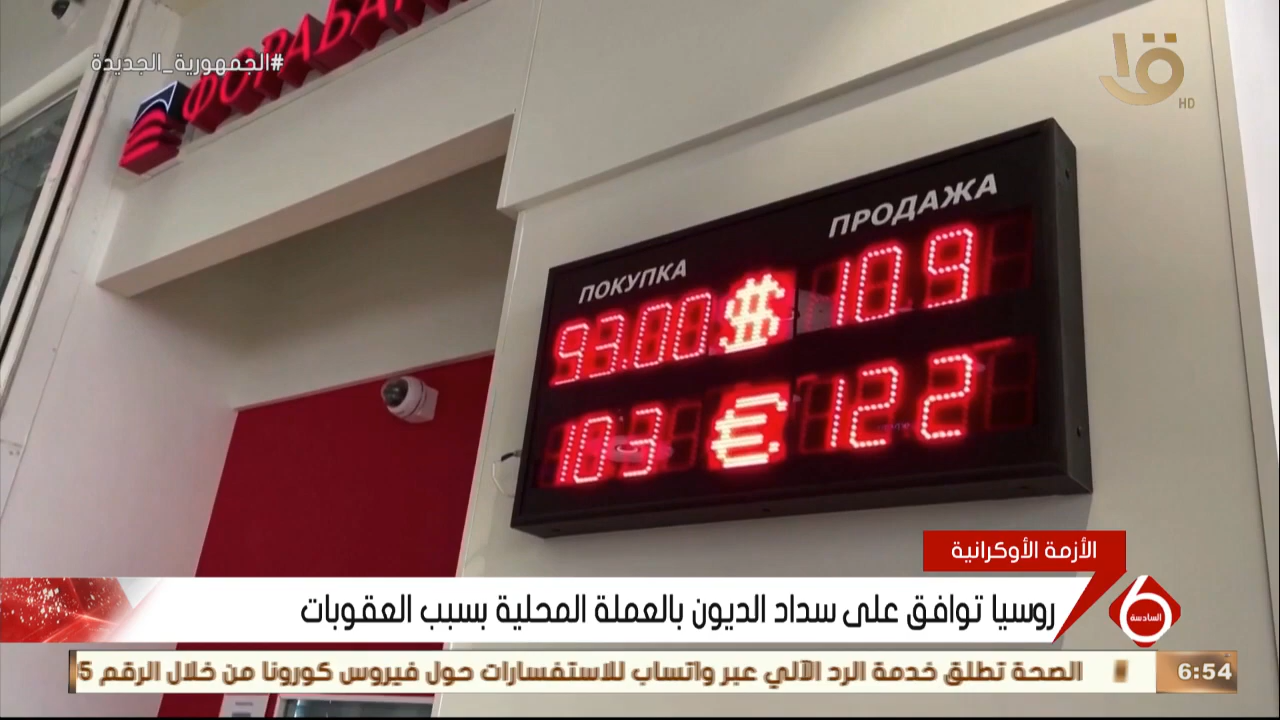 ФОРАБАН
#الجمهورية_الجديدة
HD
ПОКУПКА
ПРОДАЖА
93.00 $ 109
103 € 122
الأزمة الأوكرانية
روسيا توافق على سداد الديون بالعملة المحلية بسبب العقوبات
6
السادسة
الصحة تطلق خدمة الرد الآلي عبر واتساب للاستفسارات حول فيروس كورونا من خلال الرقم 5
6:54